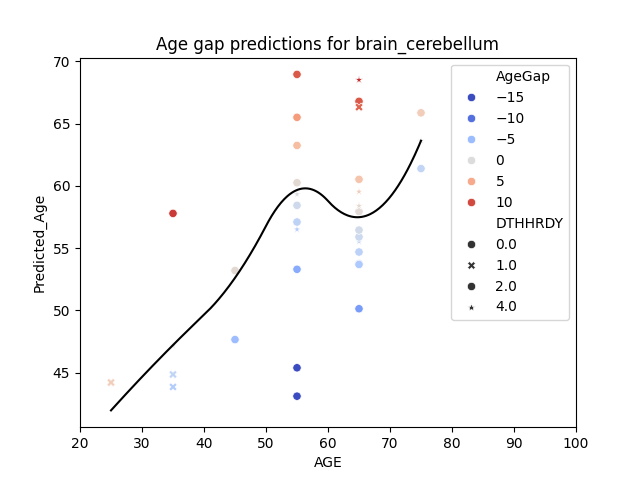 Age gap predictions for brain_cerebellum
Predicted_Age
70
65
60
55
50
45
20 30 40 50 60 70 80 90 100
AGE
AgeGap
−15
−10
−5
0
5
10
DTHHRDY
0.0
1.0
2.0
4.0